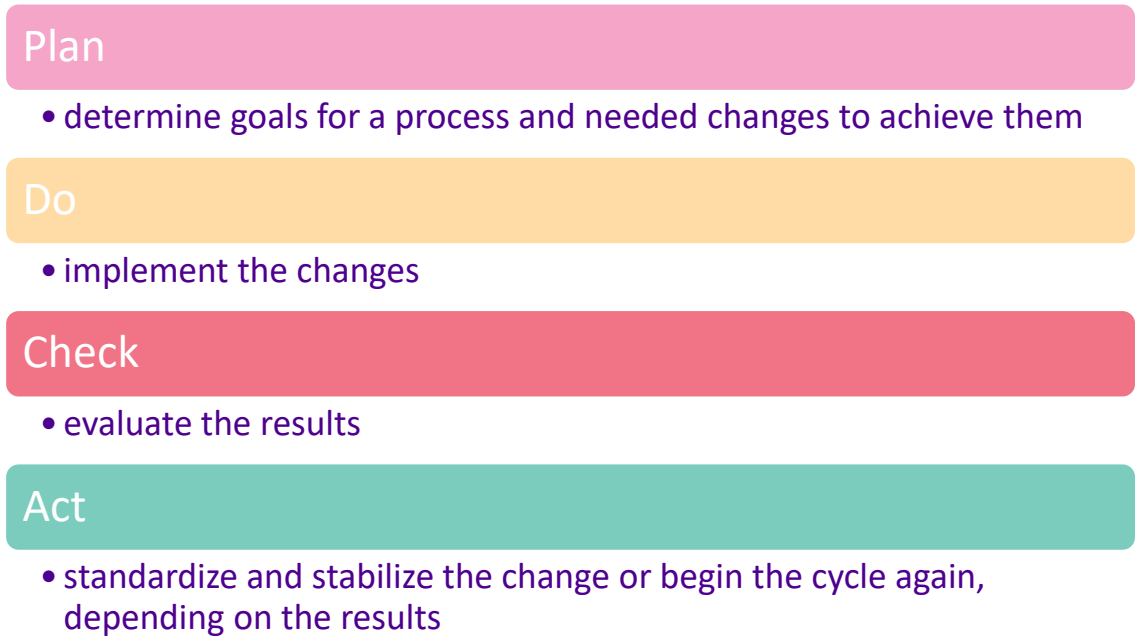 Plan
• determine goals for a process and needed changes to achieve them
Do
• implement the changes
Check
• evaluate the results
Act
• standardize and stabilize the change or begin the cycle again,
depending on the results